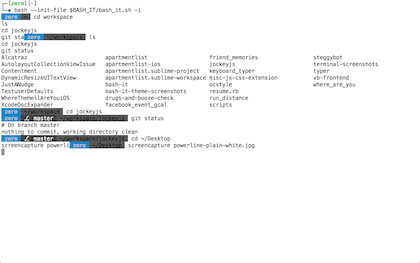 [zero][~]
bash --init-file $BASH_IT/bash_it.sh -i
zero ~ cd workspace
ls
cd jockeyjs
git sta zero ~/workspace ls
cd jockeyjs
git status
Alcatraz apartmentlist friend_memories steggybot
AutolayoutCollectionViewIssue apartmentlist-ios jockeyjs terminal-screenshots
Contentment apartmentlist.sublime-project keyboard_typer typer
DynamicResizeUITextView apartmentlist.sublime-workspace misc-js-css-extension vb-frontend
JustANudge bash-it ocstyle where_are_you
TestuserDefaults bash-it-theme-screenshots resume.rb
WhereTheHellAreYouiOS drugs-and-booze-check run_distance
XcodeDocExpander facebook_event_gcal scripts
zero ~/workspace cd jockeyjs
zero master ~/workspace/jockeyjs git status
# On branch master
nothing to commit, working directory clean
zero master ~/workspace/jockeyjs cd ~/Desktop
screencapture powerli zero ~/Desktop screencapture powerline-plain-white.jpg